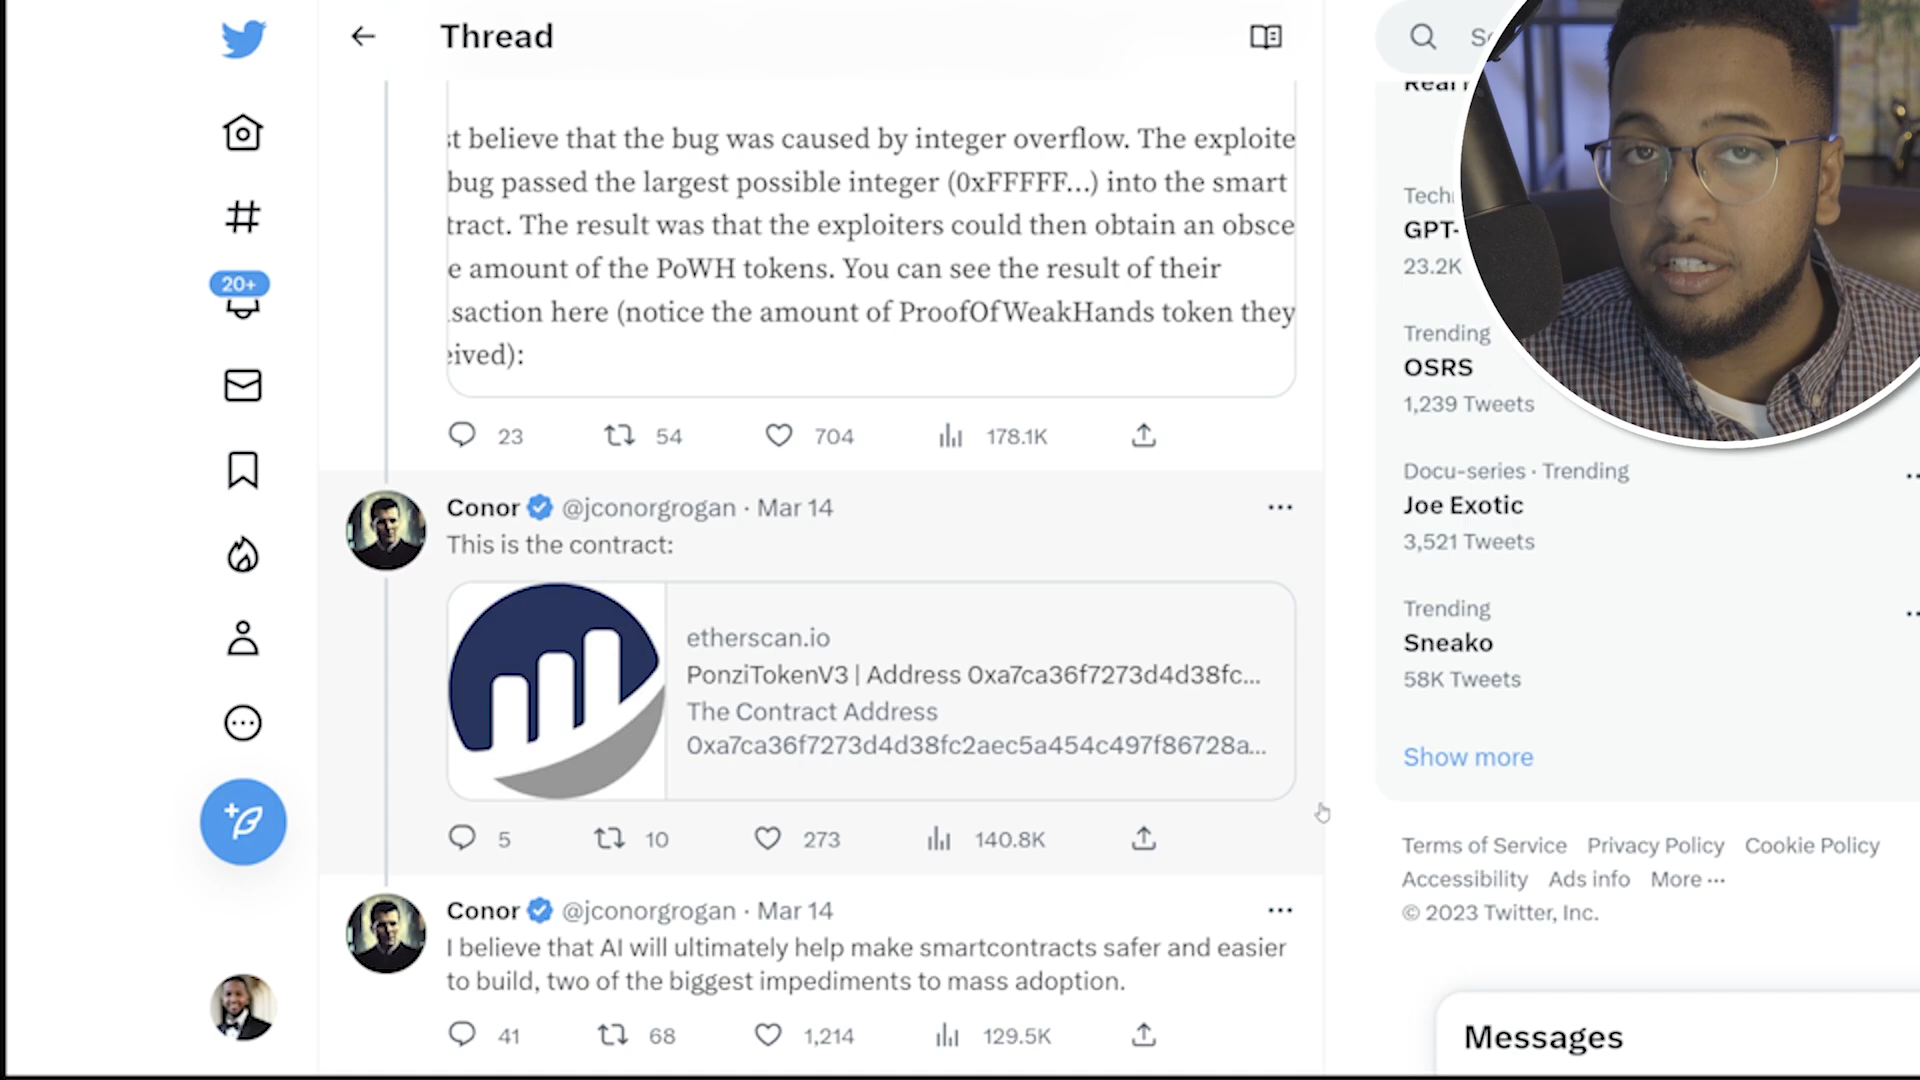 Thread
st believe that the bug was caused by integer overflow. The exploite
bug passed the largest possible integer (0xFFFFF...) into the smart
tract. The result was that the exploiters could then obtain an obsce
e amount of the PoWH tokens. You can see the result of their
saction here (notice the amount of ProofOfWeakHands token they
eived):
23 54 704 178.1K
Conor @jconorgrogan · Mar 14
This is the contract:
etherscan.io
PonziTokenV3 | Address 0xa7ca36f7273d4d38fc...
The Contract Address
0xa7ca36f7273d4d38fc2aec5a454c497f86728a...
5 10 273 140.8K
Conor @jconorgrogan · Mar 14
I believe that AI will ultimately help make smartcontracts safer and easier
to build, two of the biggest impediments to mass adoption.
41 68 1,214 129.5K
20+
GPT-
23.2K
Trending
OSRS
1,239 Tweets
Docu-series · Trending
Joe Exotic
3,521 Tweets
Trending
Sneako
58K Tweets
Show more
Terms of Service Privacy Policy Cookie Policy
Accessibility Ads info More ···
© 2023 Twitter, Inc.
Messages